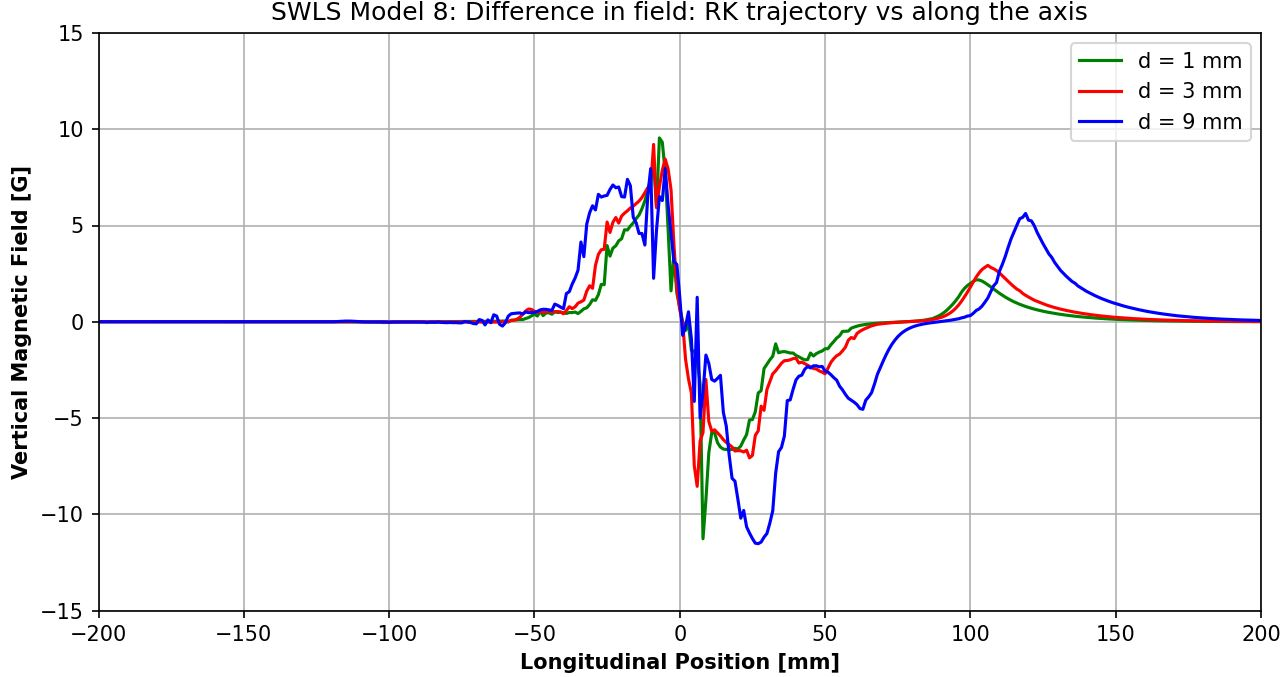 SWLS Model 8: Difference in field: RK trajectory vs along the axis
15
10
5
0
−5
−10
−15
Vertical Magnetic Field [G]
d = 1 mm
d = 3 mm
d = 9 mm
−200
−150
−100
−50
0
50
100
150
200
Longitudinal Position [mm]